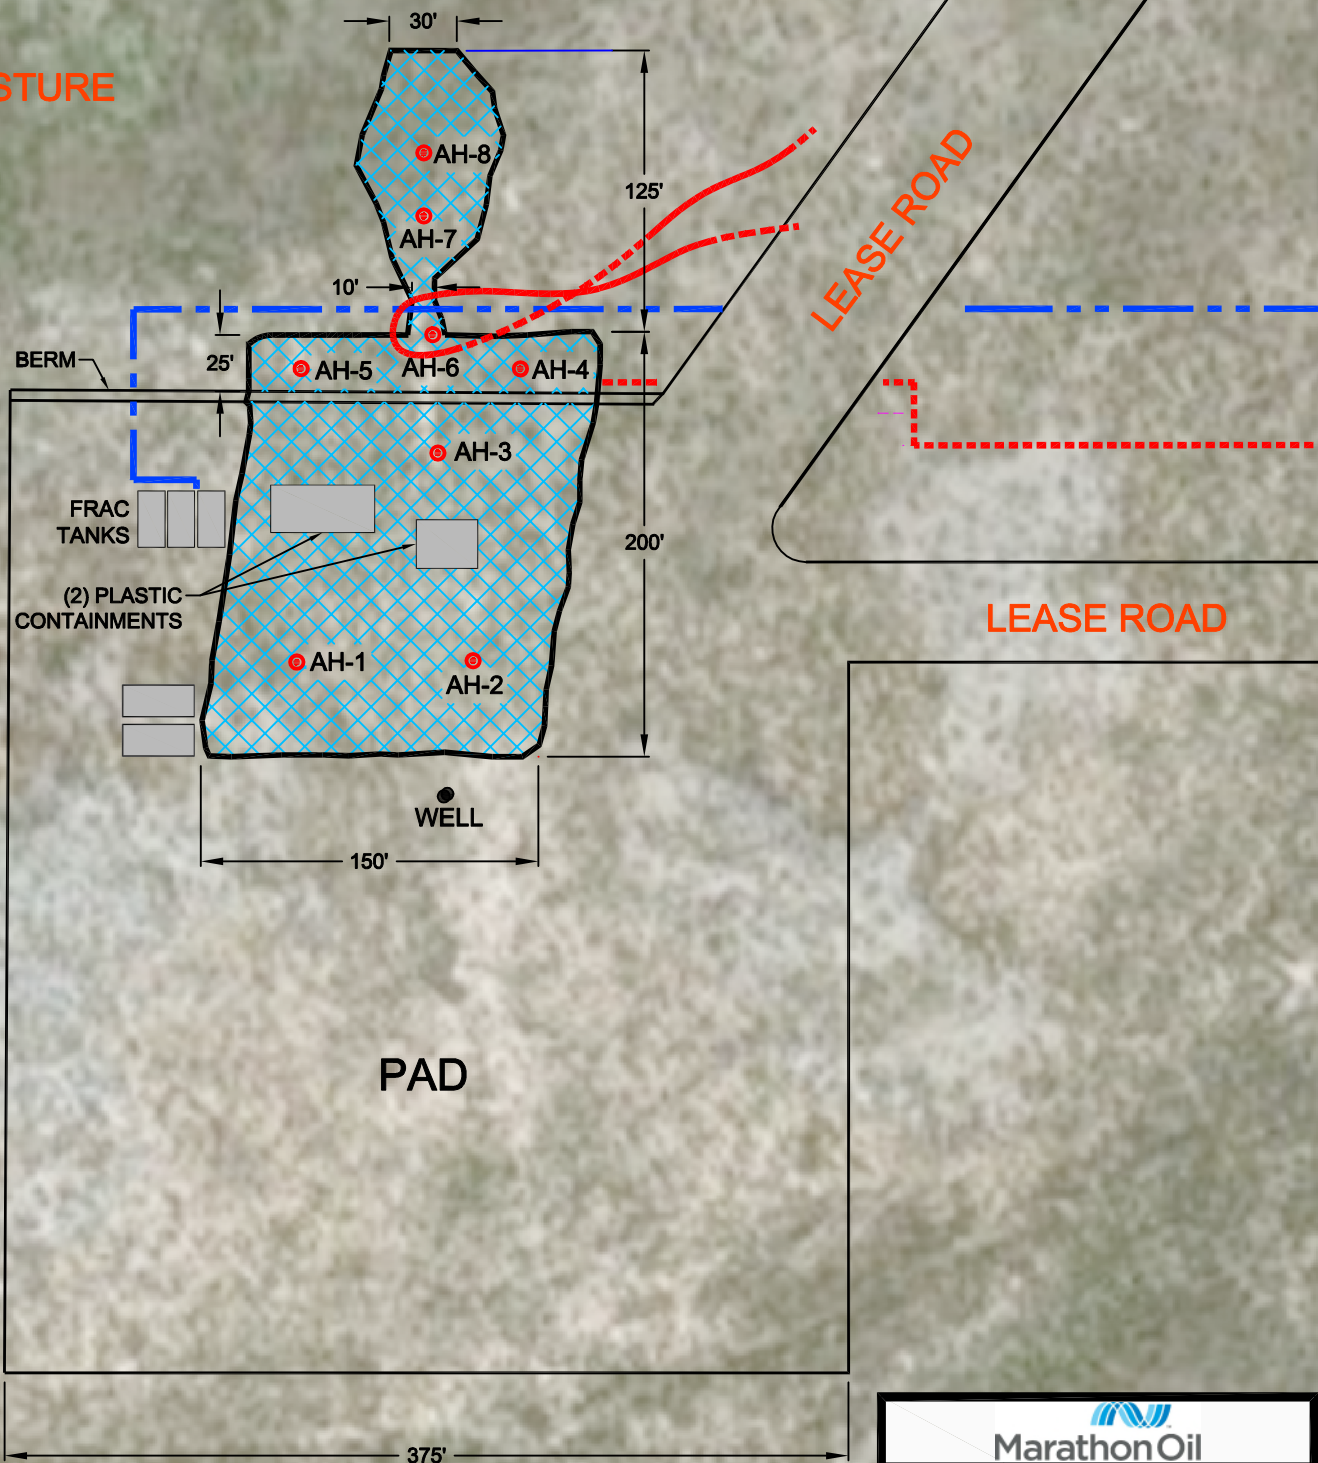 30'
STURE
AH-8
125'
AH-7
LEASE ROAD
10'
25'
BERM
AH-5
AH-6
AH-4
AH-3
FRAC
TANKS
200'
(2) PLASTIC
CONTAINMENTS
LEASE ROAD
AH-1
AH-2
WELL
150'
PAD
375'
Marathon Oil